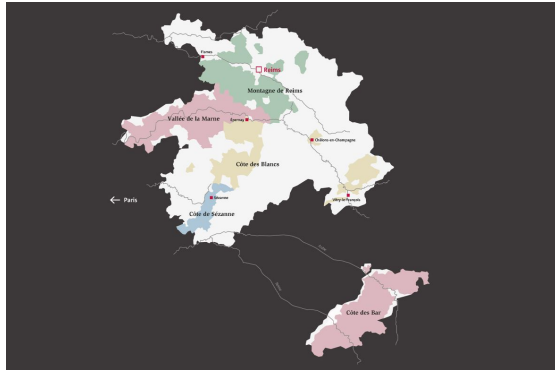 Fismes
Reims
Montagne de Reims
Vallée de la Marne
Épernay
Châlons-en-Champagne
Côte des Blancs
Vitry-le-François
← Paris
Sézanne
Côte de Sézanne
Côte des Bar